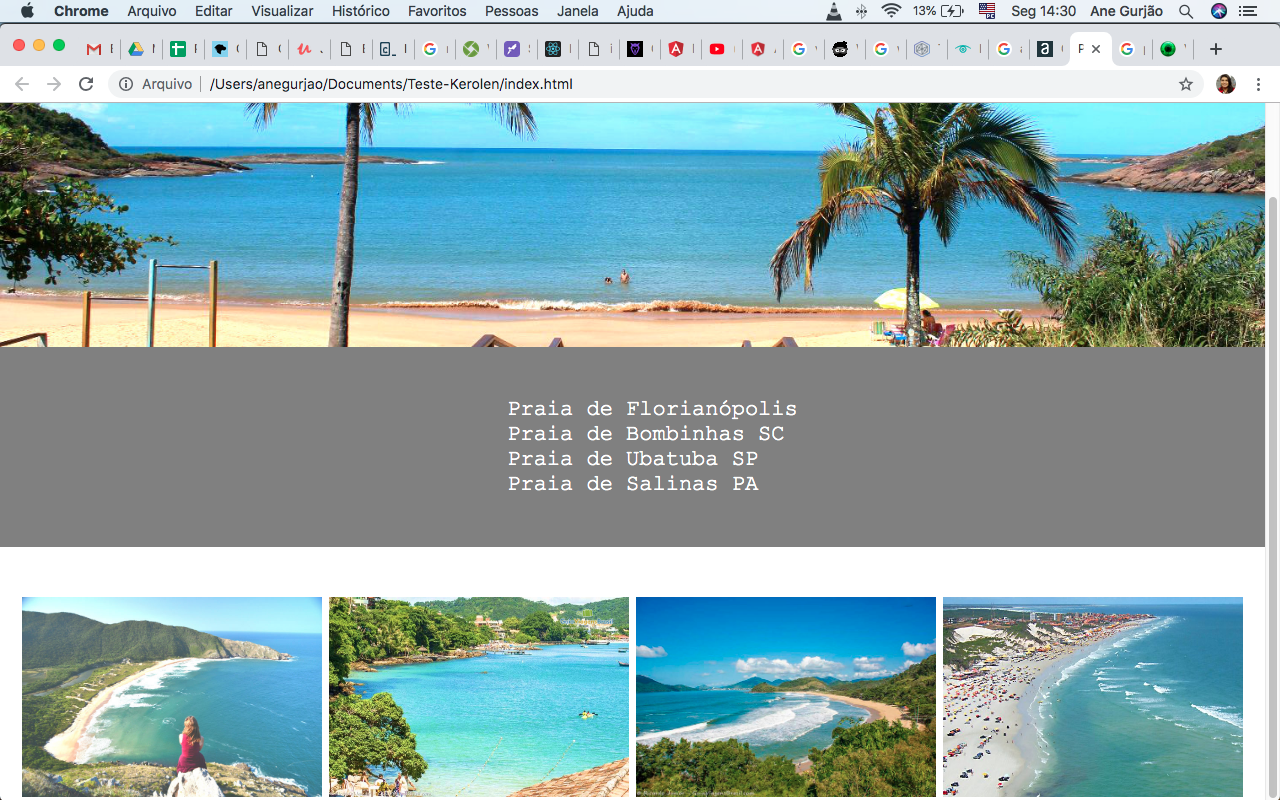 Chrome Arquivo Editar Visualizar Histórico Favoritos Pessoas Janela Ajuda 13% Seg 14:30 Ane Gurjão
Arquivo /Users/anegurjao/Documents/Teste-Kerolen/index.html
Praia de Florianópolis
Praia de Bombinhas SC
Praia de Ubatuba SP
Praia de Salinas PA